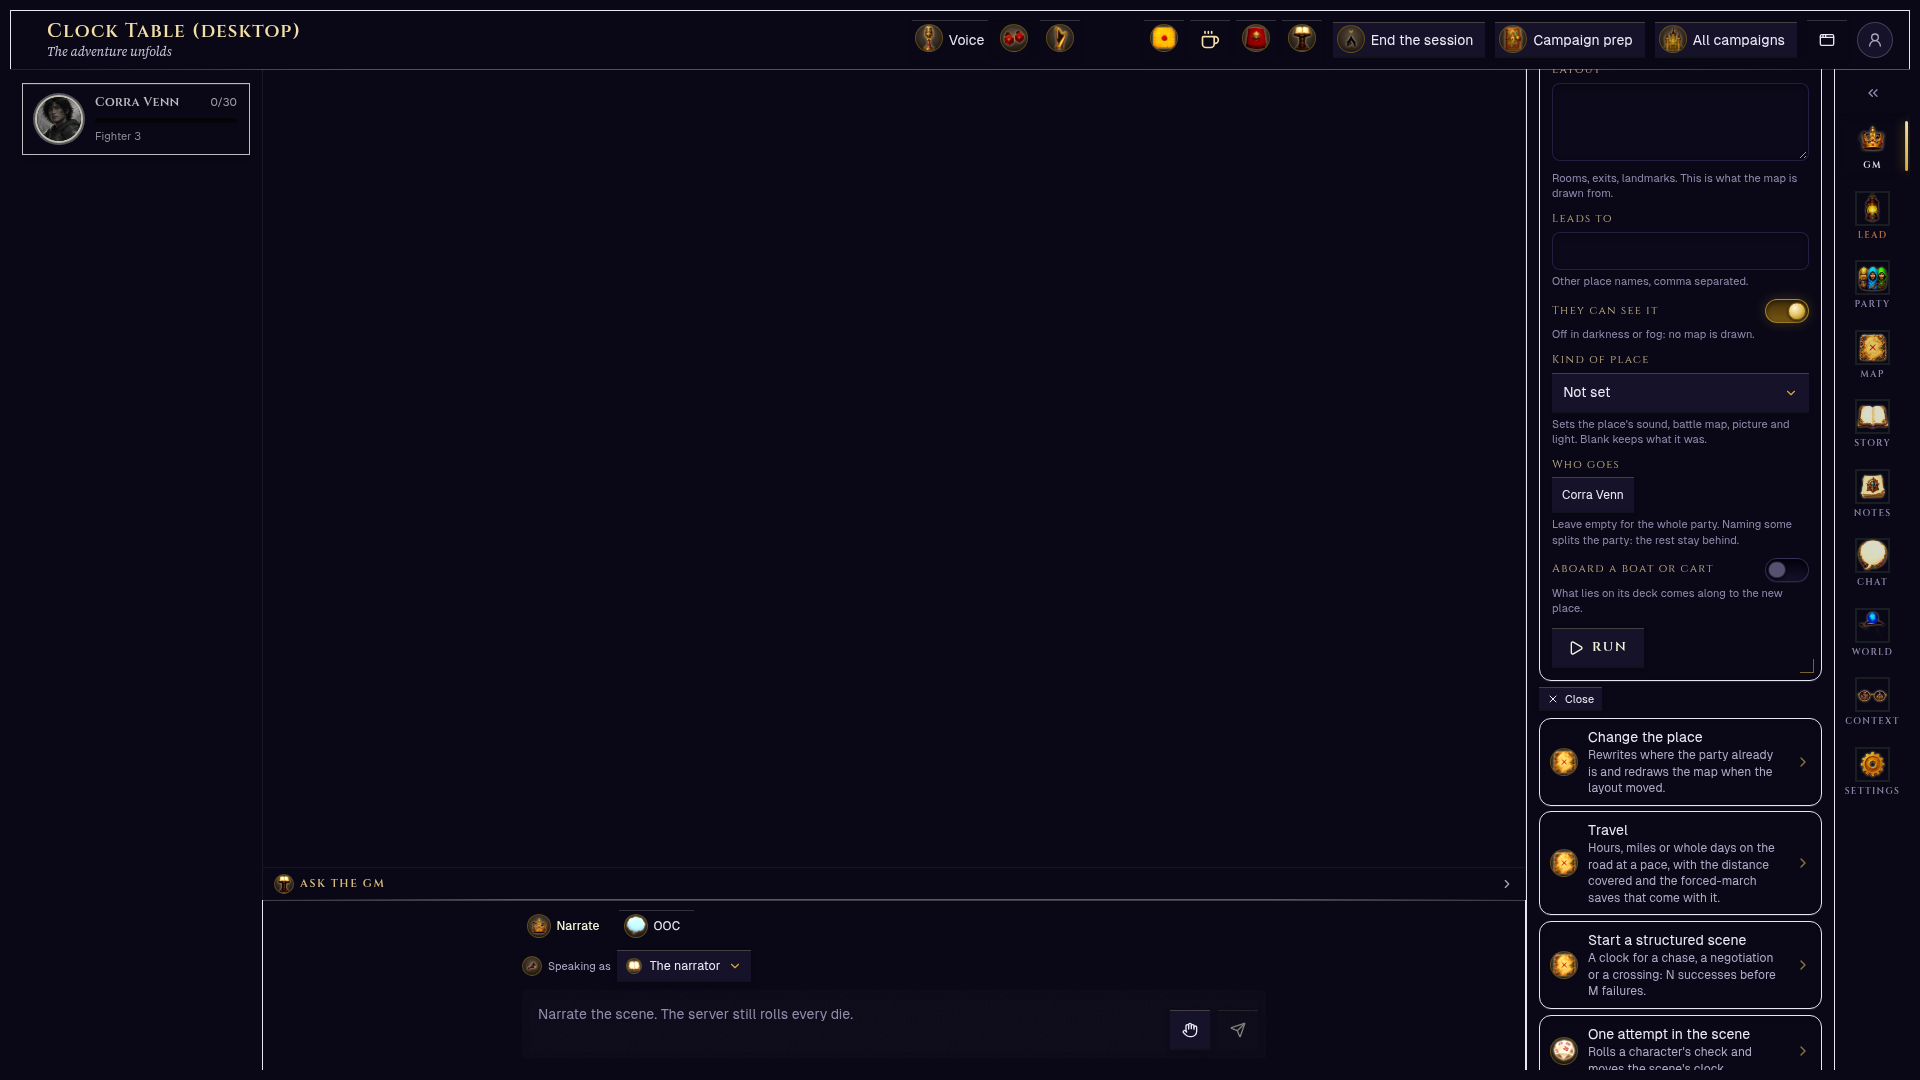 Clock Table (desktop)
The adventure unfolds
Voice
End the session
Campaign prep
All campaigns
Corra Venn
0/30
Fighter 3
Ask the GM
Narrate
OOC
Speaking as
The narrator
Narrate the scene. The server still rolls every die.
Layout
Rooms, exits, landmarks. This is what the map is
drawn from.
Leads to
Other place names, comma separated.
They can see it
Off in darkness or fog: no map is drawn.
Kind of place
Not set
Sets the place's sound, battle map, picture and
light. Blank keeps what it was.
Who goes
Corra Venn
Leave empty for the whole party. Naming some
splits the party: the rest stay behind.
Aboard a boat or cart
What lies on its deck comes along to the new
place.
Run
Close
Change the place
Rewrites where the party already
is and redraws the map when the
layout moved.
Travel
Hours, miles or whole days on the
road at a pace, with the distance
covered and the forced-march
saves that come with it.
Start a structured scene
A clock for a chase, a negotiation
or a crossing: N successes before
M failures.
One attempt in the scene
Rolls a character's check and
moves the scene's clock
GM
Lead
Party
Map
Story
Notes
Chat
World
Context
Settings